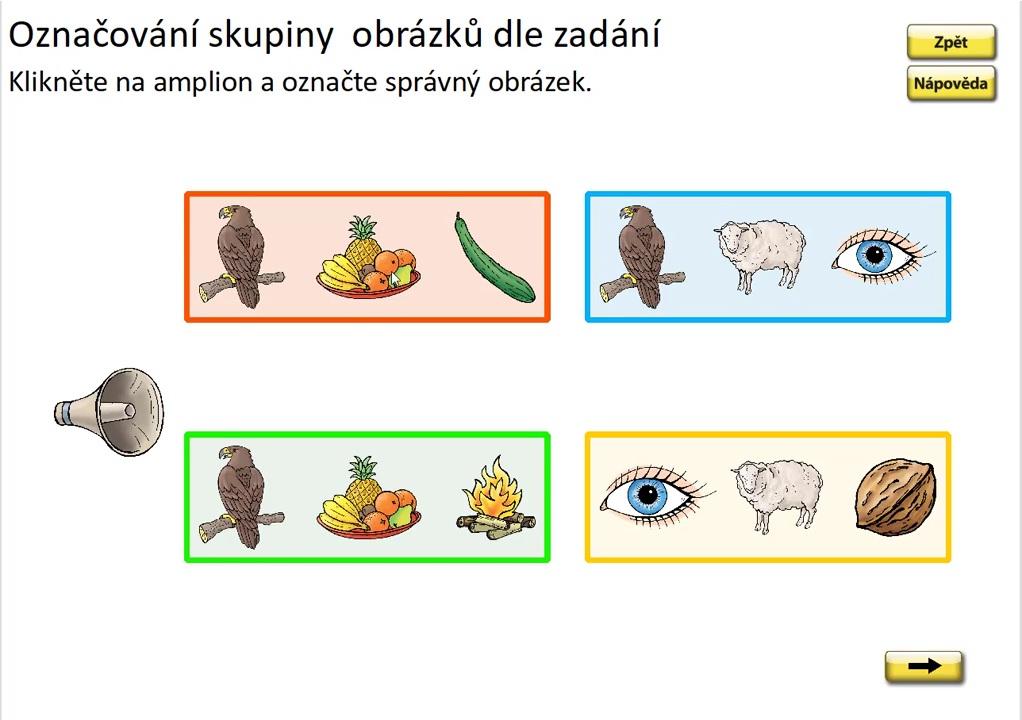 Označování skupiny  obrázků dle zadání
Klikněte na amplion a označte správný obrázek.
Zpět
Nápověda